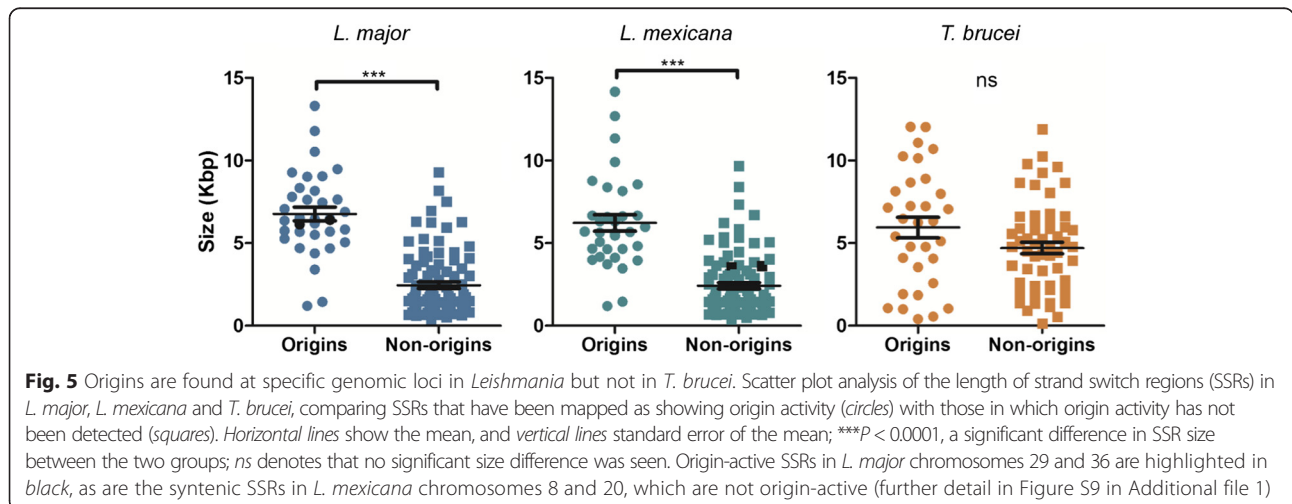 L. major
L. mexicana
T. brucei
***
***
ns
15
10
5
0
15
10
5
0
15
10
5
0
Size (Kbp)
Origins Non-origins
Origins Non-origins
Origins Non-origins
Fig. 5 Origins are found at specific genomic loci in Leishmania but not in T. brucei. Scatter plot analysis of the length of strand switch regions (SSRs) in
L. major, L. mexicana and T. brucei, comparing SSRs that have been mapped as showing origin activity (circles) with those in which origin activity has not
been detected (squares). Horizontal lines show the mean, and vertical lines standard error of the mean; ***P < 0.0001, a significant difference in SSR size
between the two groups; ns denotes that no significant size difference was seen. Origin-active SSRs in L. major chromosomes 29 and 36 are highlighted in
black, as are the syntenic SSRs in L. mexicana chromosomes 8 and 20, which are not origin-active (further detail in Figure S9 in Additional file 1)